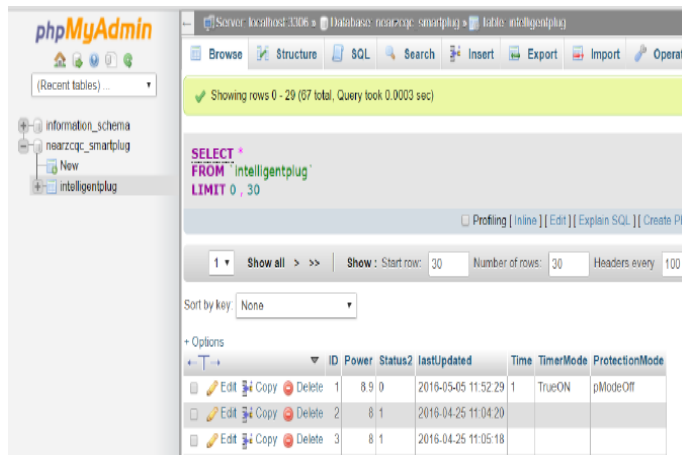 phpMyAdmin
(Recent tables) ...
information_schema
nearzcqc_smartplug
New
intelligentplug
Server: localhost:3306 » Database: nearzcqc_smartplug » Table: intelligentplug
Browse Structure SQL Search Insert Export Import Operat
Showing rows 0 - 29 (67 total, Query took 0.0003 sec)
SELECT *
FROM `intelligentplug`
LIMIT 0 , 30
Profiling [ Inline ] [ Edit ] [ Explain SQL ] [ Create P
1 Show all > >> Show : Start row: 30 Number of rows: 30 Headers every 100
Sort by key: None
+ Options
←T→ ID Power Status2 lastUpdated Time TimerMode ProtectionMode
Edit Copy Delete 1 8.9 0 2016-05-05 11:52:29 1 TrueON pModeOff
Edit Copy Delete 2 8 1 2016-04-25 11:04:20
Edit Copy Delete 3 8 1 2016-04-25 11:05:18